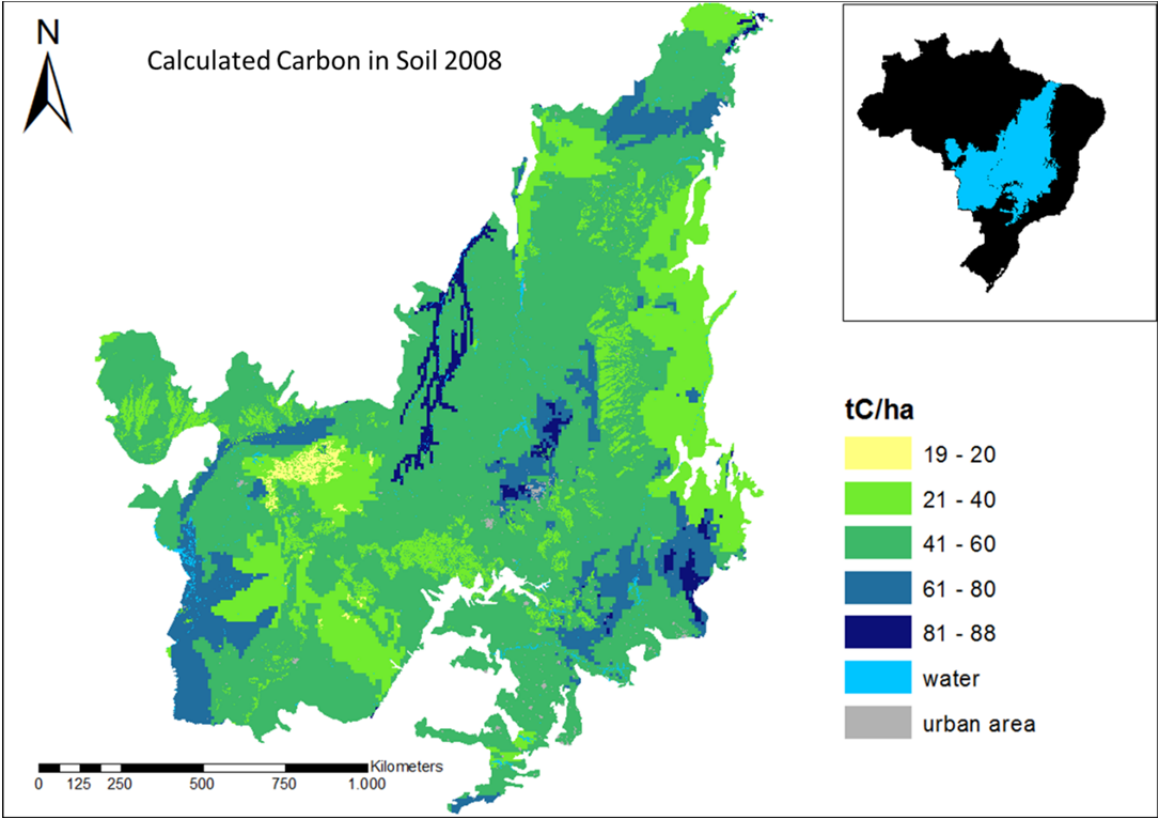 N
Calculated Carbon in Soil 2008
tC/ha
19 - 20
21 - 40
41 - 60
61 - 80
81 - 88
water
urban area
Kilometers
0 125 250 500 750 1.000